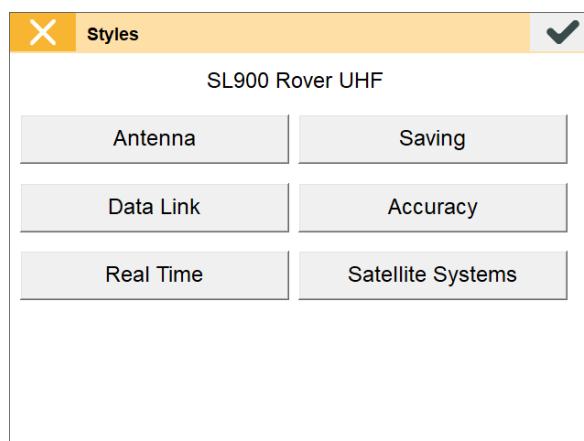 Styles
SL900 Rover UHF
Antenna
Saving
Data Link
Accuracy
Real Time
Satellite Systems